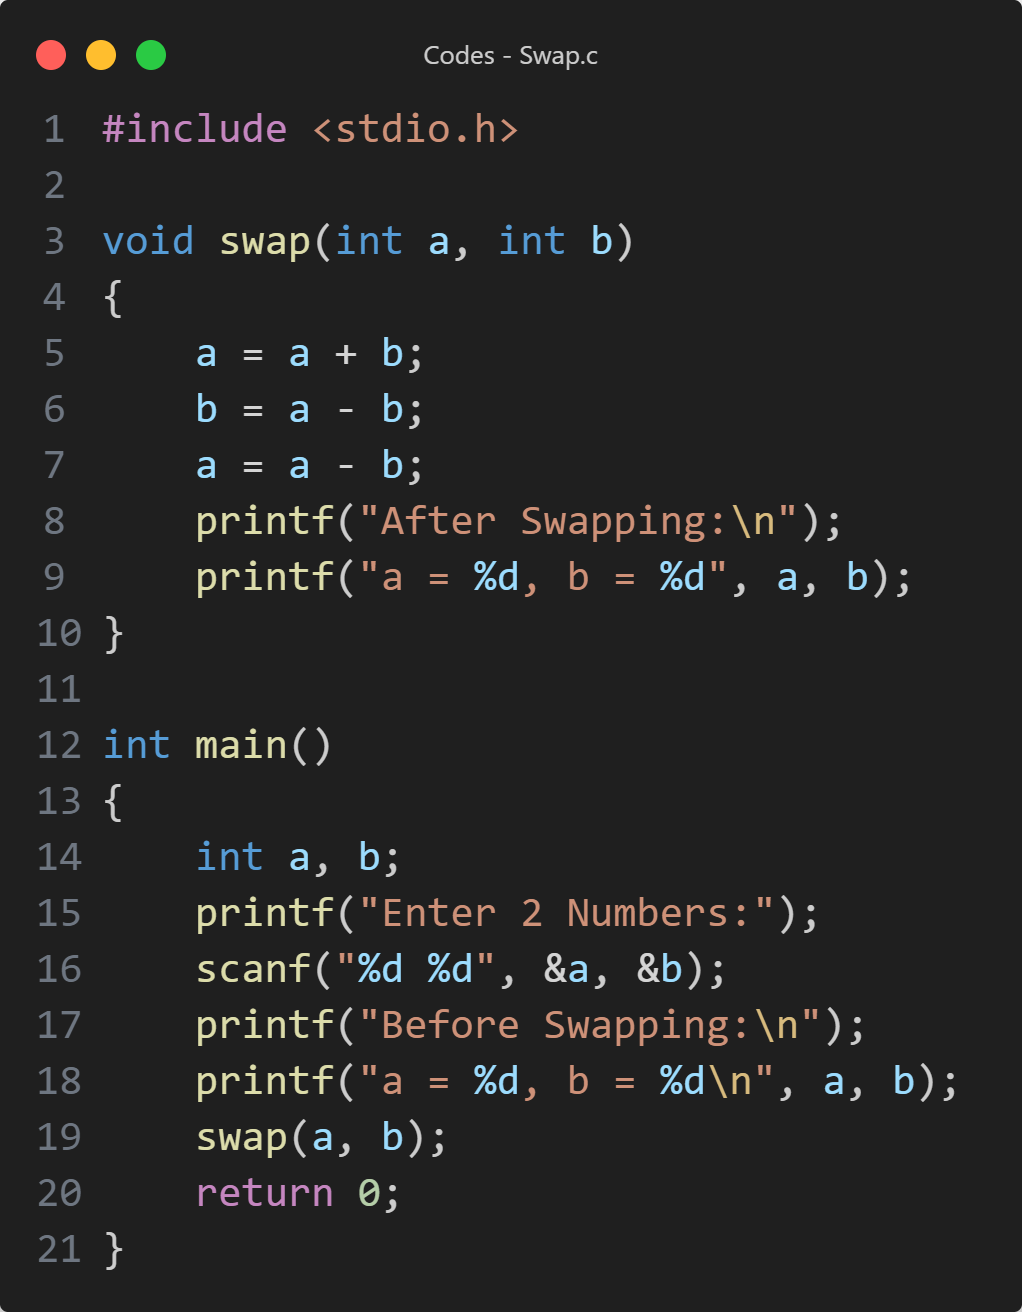 Codes - Swap.c
1 #include <stdio.h>
2
3 void swap(int a, int b)
4 {
5     a = a + b;
6     b = a - b;
7     a = a - b;
8     printf("After Swapping:\n");
9     printf("a = %d, b = %d", a, b);
10 }
11
12 int main()
13 {
14     int a, b;
15     printf("Enter 2 Numbers:");
16     scanf("%d %d", &a, &b);
17     printf("Before Swapping:\n");
18     printf("a = %d, b = %d\n", a, b);
19     swap(a, b);
20     return 0;
21 }